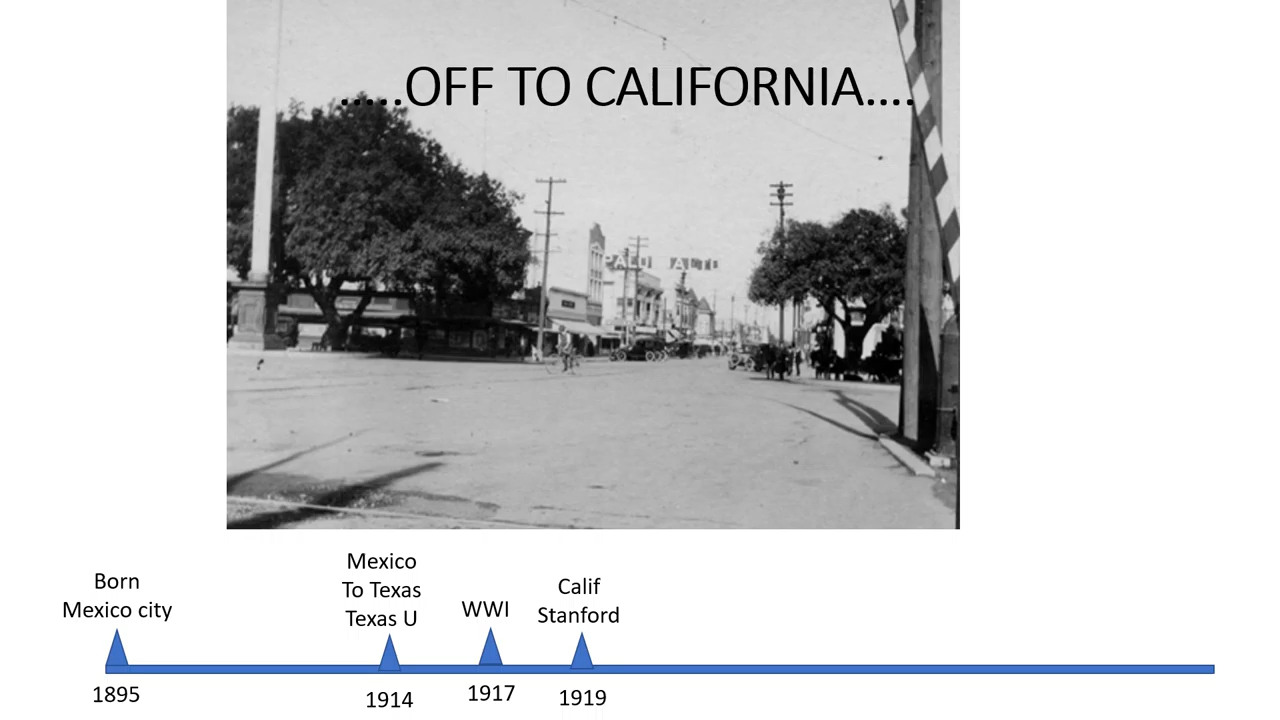 .....OFF TO CALIFORNIA....
PALO ALTO
Born
Mexico city
Mexico
To Texas
Texas U
WWI
Calif
Stanford
1895
1914
1917
1919